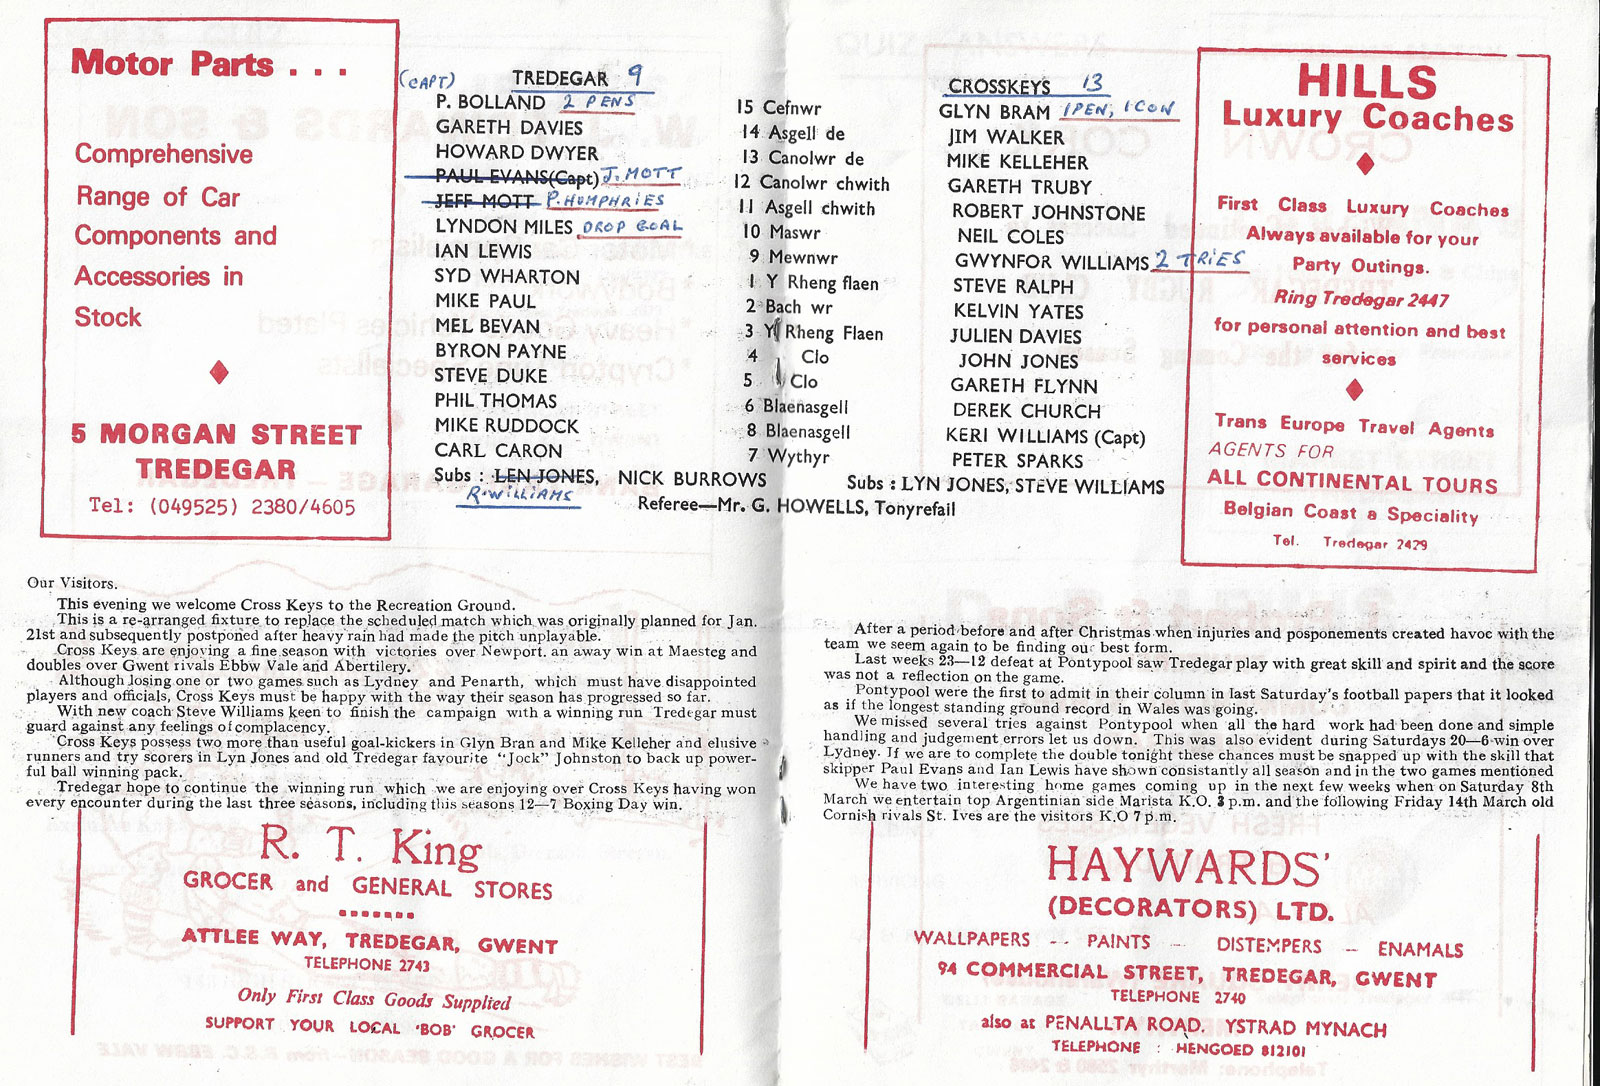 Motor Parts . . .
Comprehensive
Range of Car
Components and
Accessories in
Stock
5 MORGAN STREET
TREDEGAR
Tel: (049525) 2380/4605
(CAPT) TREDEGAR 9
P. BOLLAND 2 PENS
GARETH DAVIES
HOWARD DWYER
PAUL EVANS(Capt) J. MOTT
JEFF MOTT P. HUMPHRIES
LYNDON MILES DROP GOAL
IAN LEWIS
SYD WHARTON
MIKE PAUL
MEL BEVAN
BYRON PAYNE
STEVE DUKE
PHIL THOMAS
MIKE RUDDOCK
CARL CARON
Subs : LEN JONES, NICK BURROWS
R. WILLIAMS
15 Cefnwr
14 Asgell de
13 Canolwr de
12 Canolwr chwith
11 Asgell chwith
10 Maswr
9 Mewnwr
1 Y Rheng flaen
2 Bach wr
3 Y Rheng Flaen
4 Clo
5 Clo
6 Blaenasgell
8 Blaenasgell
7 Wythyr
CROSSKEYS 13
GLYN BRAM 1 PEN, 1 CON
JIM WALKER
MIKE KELLEHER
GARETH TRUBY
ROBERT JOHNSTONE
NEIL COLES
GWYNFOR WILLIAMS 2 TRIES
STEVE RALPH
KELVIN YATES
JULIEN DAVIES
JOHN JONES
GARETH FLYNN
DEREK CHURCH
KERI WILLIAMS (Capt)
PETER SPARKS
Subs : LYN JONES, STEVE WILLIAMS
Referee—Mr. G. HOWELLS, Tonyrefail
HILLS
Luxury Coaches
First Class Luxury Coaches
Always available for your
Party Outings.
Ring Tredegar 2447
for personal attention and best
services
Trans Europe Travel Agents
AGENTS FOR
ALL CONTINENTAL TOURS
Belgian Coast a Speciality
Tel. Tredegar 2429
Our Visitors.
This evening we welcome Cross Keys to the Recreation Ground.
This is a re-arranged fixture to replace the scheduled match which was originally planned for Jan.
21st and subsequently postponed after heavy rain had made the pitch unplayable.
Cross Keys are enjoying a fine season with victories over Newport. an away win at Maesteg and
doubles over Gwent rivals Ebbw Vale and Abertilery.
Although losing one or two games such as Lydney and Penarth, which must have disappointed
players and officials, Cross Keys must be happy with the way their season has progressed so far.
With new coach Steve Williams keen to finish the campaign with a winning run Tredegar must
guard against any feelings of complacency.
Cross Keys possess two more than useful goal-kickers in Glyn Bran and Mike Kelleher and elusive
runners and try scorers in Lyn Jones and old Tredegar favourite "Jock" Johnston to back up power-
ful ball winning pack.
Tredegar hope to continue the winning run which we are enjoying over Cross Keys having won
every encounter during the last three seasons, including this seasons 12—7 Boxing Day win.
After a period before and after Christmas when injuries and posponements created havoc with the
team we seem again to be finding our best form.
Last weeks 23—12 defeat at Pontypool saw Tredegar play with great skill and spirit and the score
was not a reflection on the game.
Pontypool were the first to admit in their column in last Saturday's football papers that it looked
as if the longest standing ground record in Wales was going.
We missed several tries against Pontypool when all the hard work had been done and simple
handling and judgement errors let us down. This was also evident during Saturdays 20—6 win over
Lydney. If we are to complete the double tonight these chances must be snapped up with the skill that
skipper Paul Evans and Ian Lewis have shown consistantly all season and in the two games mentioned
We have two interesting home games coming up in the next few weeks when on Saturday 8th
March we entertain top Argentinian side Marista K.O. 3 p.m. and the following Friday 14th March old
Cornish rivals St. Ives are the visitors K.O 7 p.m.
R. T. King
GROCER and GENERAL STORES
ATTLEE WAY, TREDEGAR, GWENT
TELEPHONE 2743
Only First Class Goods Supplied
SUPPORT YOUR LOCAL 'BOB' GROCER
HAYWARDS'
(DECORATORS) LTD.
WALLPAPERS -- PAINTS — DISTEMPERS — ENAMALS
94 COMMERCIAL STREET, TREDEGAR, GWENT
TELEPHONE 2740
also at PENALLTA ROAD. YSTRAD MYNACH
TELEPHONE : HENGOED 812101